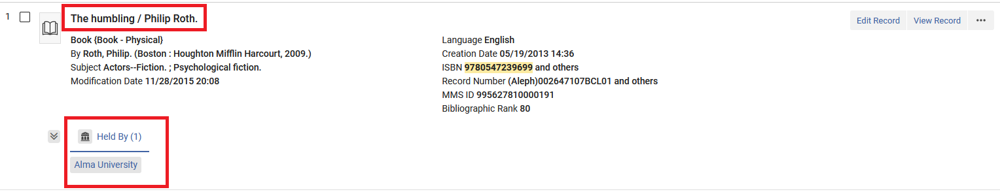 1
The humbling / Philip Roth.
Edit Record View Record •••
Book {Book - Physical}
By Roth, Philip. (Boston : Houghton Mifflin Harcourt, 2009.)
Subject Actors--Fiction. ; Psychological fiction.
Modification Date 11/28/2015 20:08
Language English
Creation Date 05/19/2013 14:36
ISBN 9780547239699 and others
Record Number (Aleph)002647107BCL01 and others
MMS ID 995627810000191
Bibliographic Rank 80
Held By (1)
Alma University